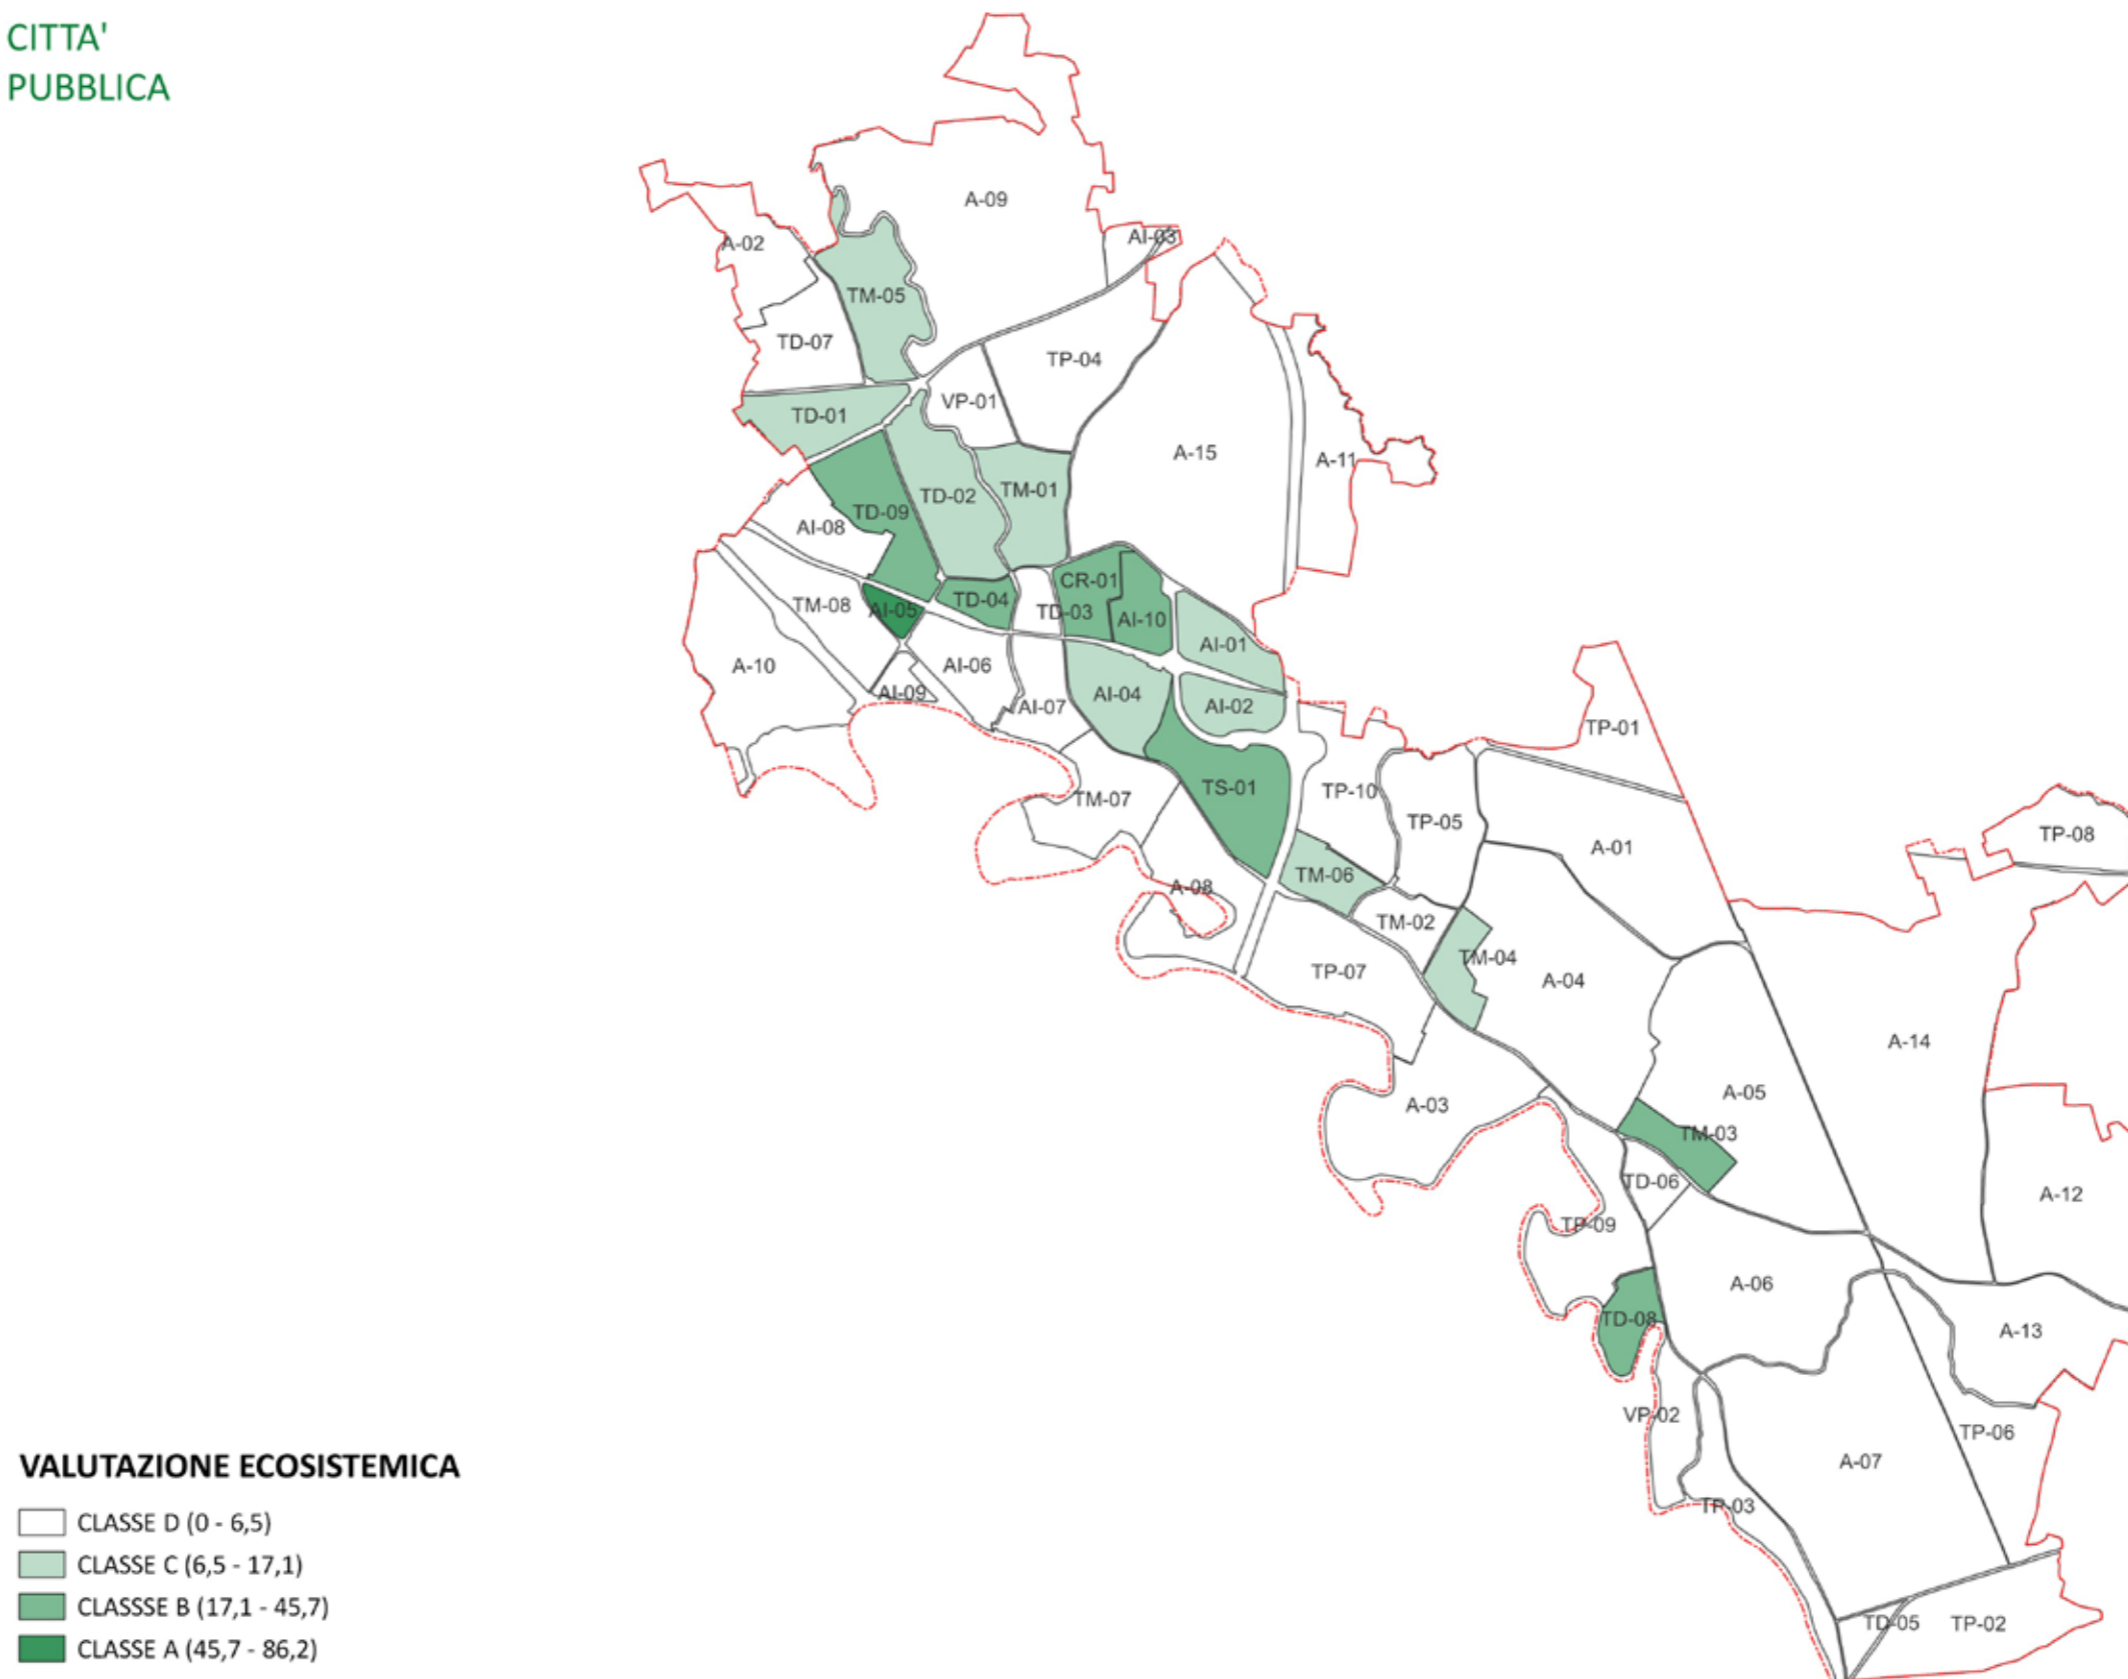 CITTA'
PUBBLICA
A-09
A-02
AI-03
TM-05
TD-07
TP-04
VP-01
TD-01
A-15
A-11
TD-02
TM-01
TD-09
AI-08
CR-01
TD-04
TM-08
AI-05
TD-03
AI-10
AI-01
A-10
AI-06
AI-09
AI-04
AI-07
AI-02
TP-01
TS-01
TP-10
TM-07
TP-05
TP-08
A-01
TM-06
A-08
TM-02
TM-04
TP-07
A-04
A-14
A-05
A-03
TM-03
TD-06
A-12
TP-09
A-06
TD-08
A-13
VP-02
TP-06
A-07
TP-03
TD-05
TP-02
VALUTAZIONE ECOSISTEMICA
CLASSE D (0 - 6,5)
CLASSE C (6,5 - 17,1)
CLASSSE B (17,1 - 45,7)
CLASSE A (45,7 - 86,2)